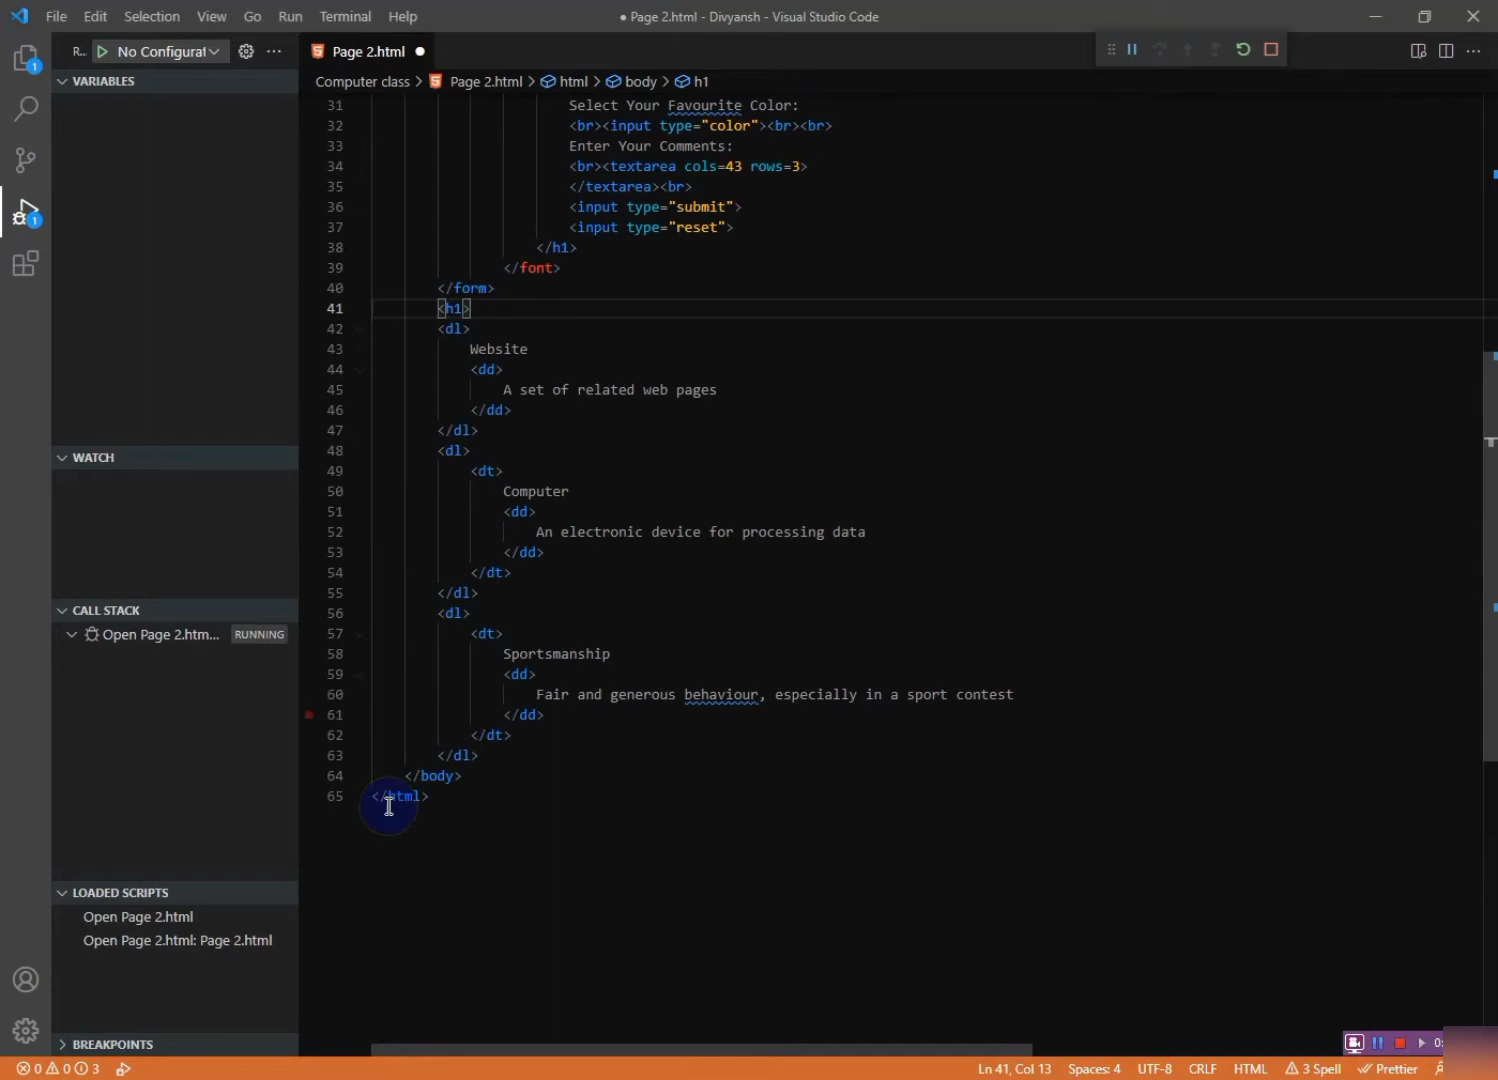 File Edit Selection View Go Run Terminal Help
● Page 2.html - Divyansh - Visual Studio Code
R... No Configurat
Page 2.html ●
Computer class > Page 2.html > html > body > h1
1
1
VARIABLES
WATCH
CALL STACK
Open Page 2.htm... RUNNING
LOADED SCRIPTS
Open Page 2.html
Open Page 2.html: Page 2.html
BREAKPOINTS
31 Select Your Favourite Color:
32 <br><input type="color"><br><br>
33 Enter Your Comments:
34 <br><textarea cols=43 rows=3>
35 </textarea><br>
36 <input type="submit">
37 <input type="reset">
38 </h1>
39 </font>
40 </form>
41 <h1>
42 <dl>
43 Website
44 <dd>
45 A set of related web pages
46 </dd>
47 </dl>
48 <dl>
49 <dt>
50 Computer
51 <dd>
52 An electronic device for processing data
53 </dd>
54 </dt>
55 </dl>
56 <dl>
57 <dt>
58 Sportsmanship
59 <dd>
60 Fair and generous behaviour, especially in a sport contest
61 </dd>
62 </dt>
63 </dl>
64 </body>
65 </html>
0 0 3
Ln 41, Col 13 Spaces: 4 UTF-8 CRLF HTML 3 Spell Prettier